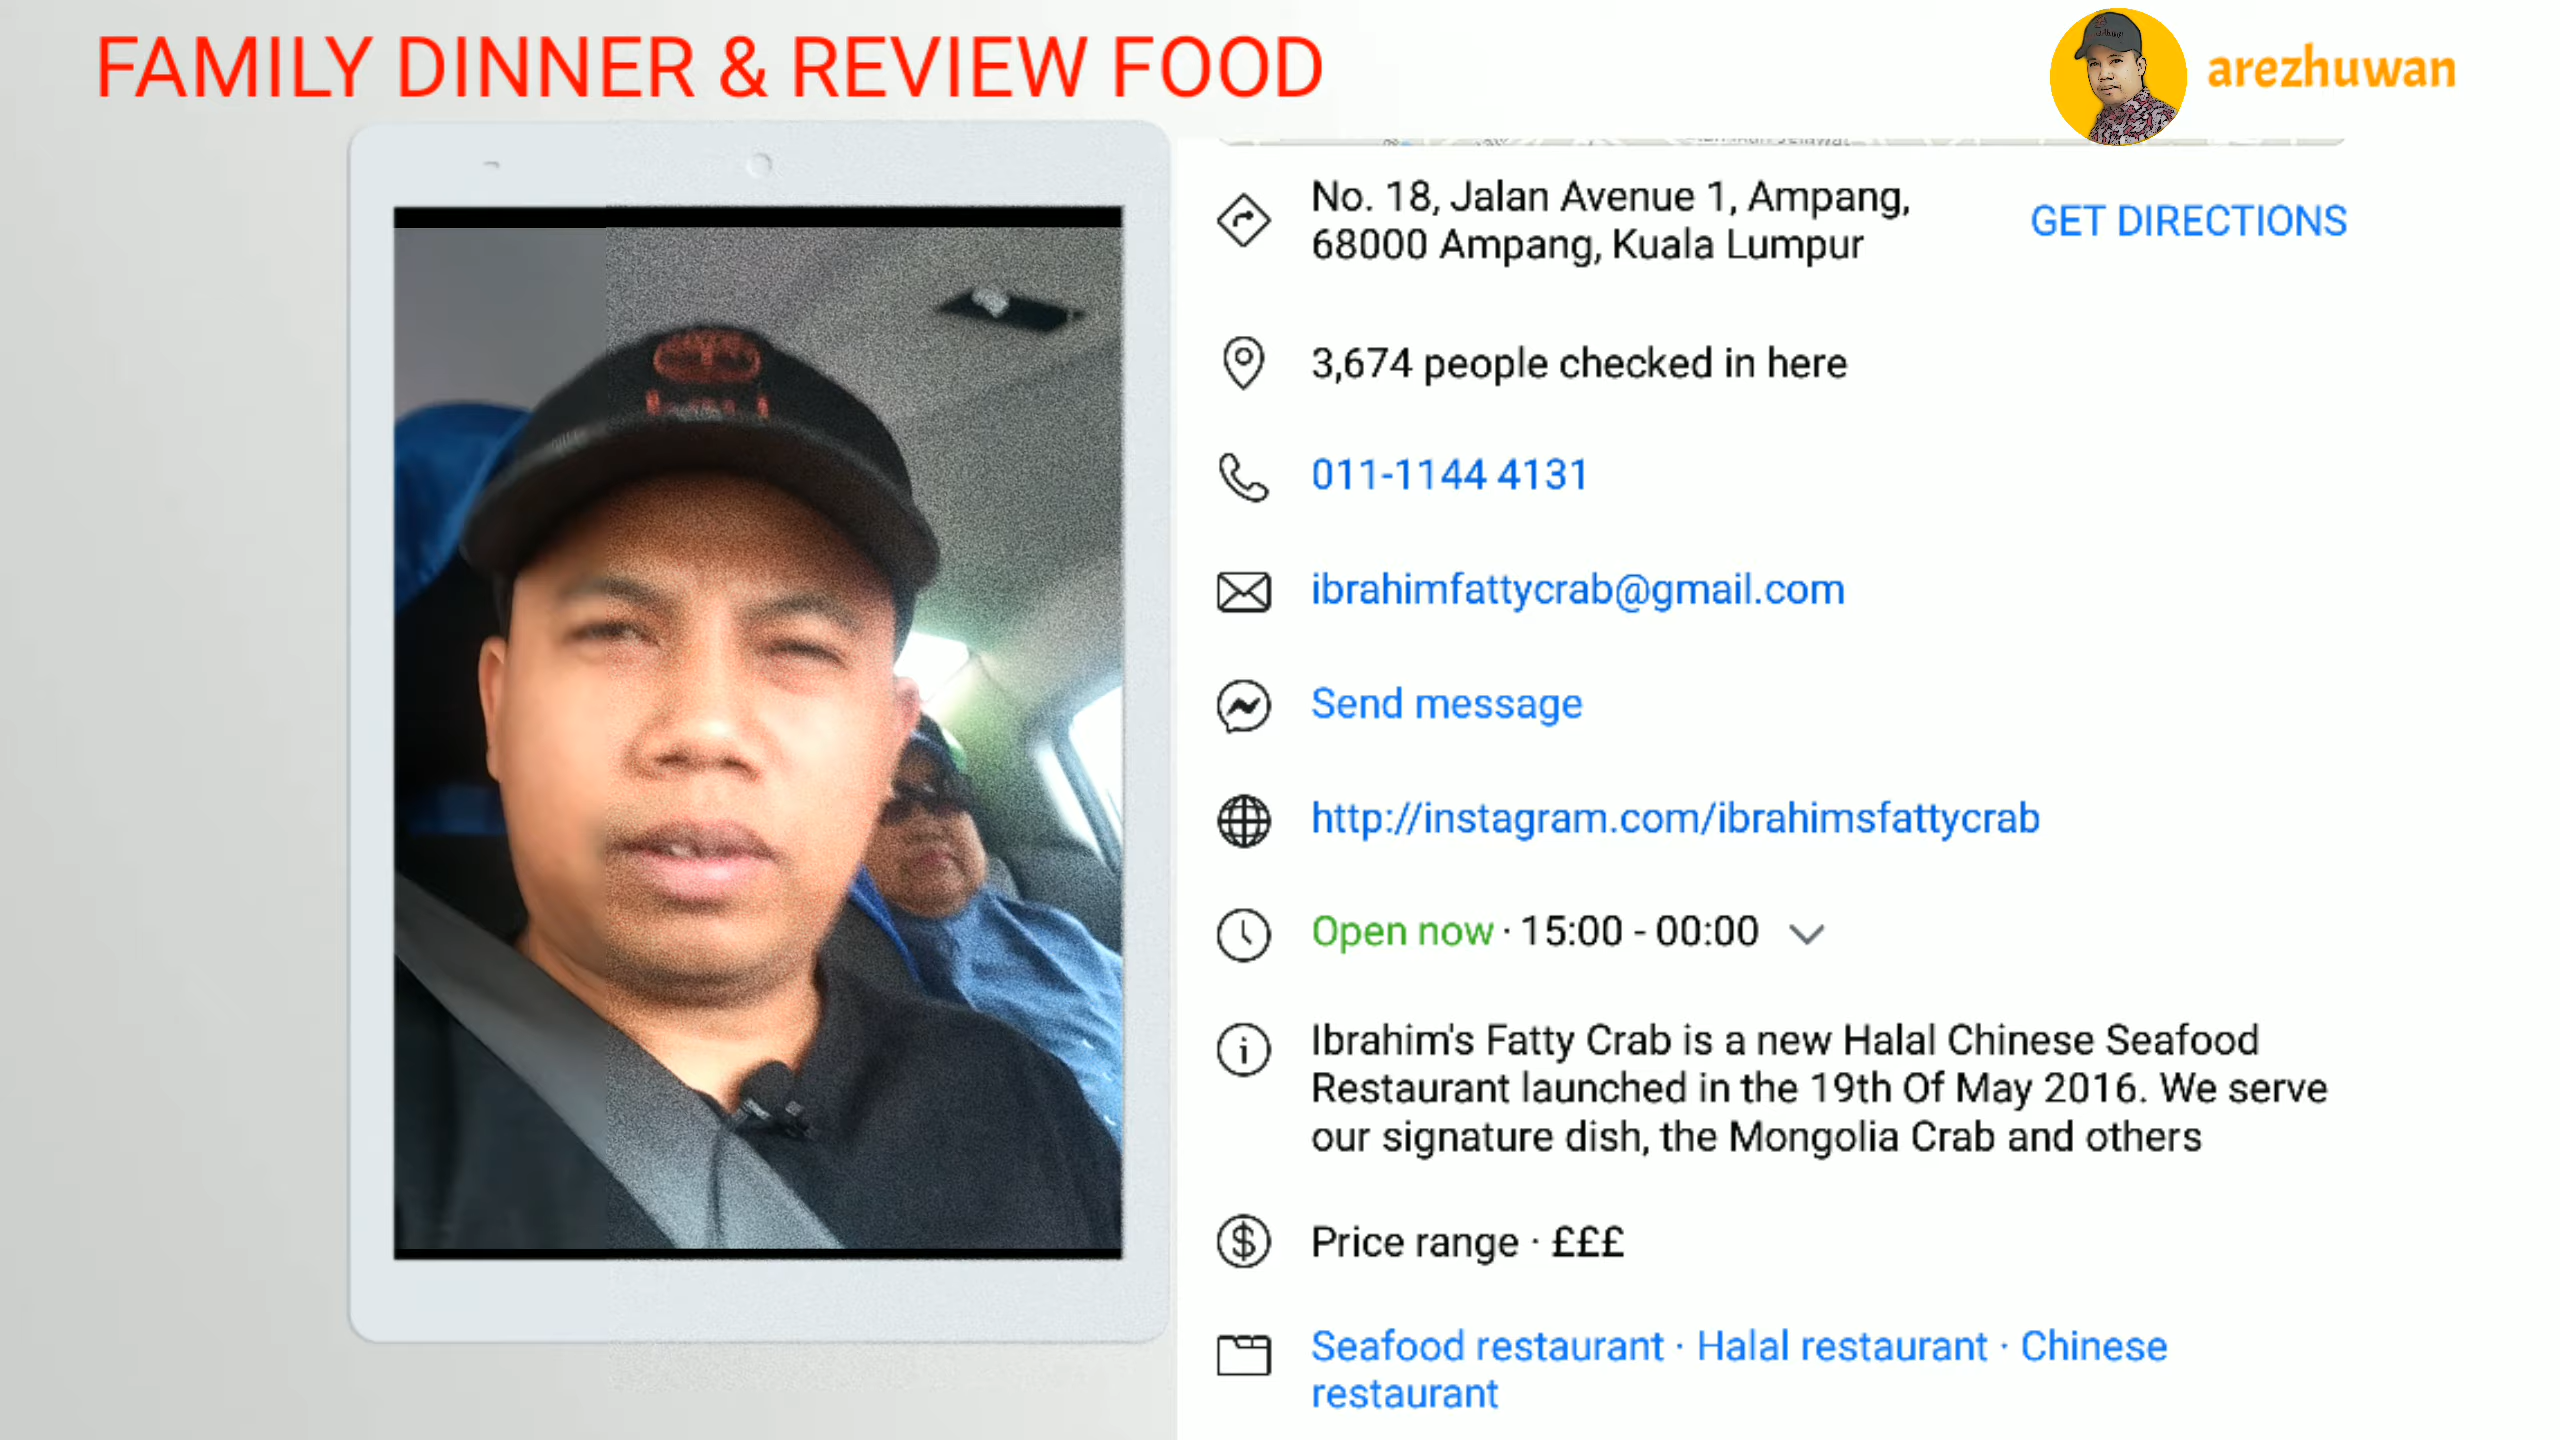 FAMILY DINNER & REVIEW FOOD
arezhuwan
No. 18, Jalan Avenue 1, Ampang,
68000 Ampang, Kuala Lumpur
GET DIRECTIONS
3,674 people checked in here
011-1144 4131
ibrahimfattycrab@gmail.com
Send message
http://instagram.com/ibrahimsfattycrab
Open now · 15:00 - 00:00
Ibrahim's Fatty Crab is a new Halal Chinese Seafood
Restaurant launched in the 19th Of May 2016. We serve
our signature dish, the Mongolia Crab and others
Price range · £££
Seafood restaurant · Halal restaurant · Chinese
restaurant